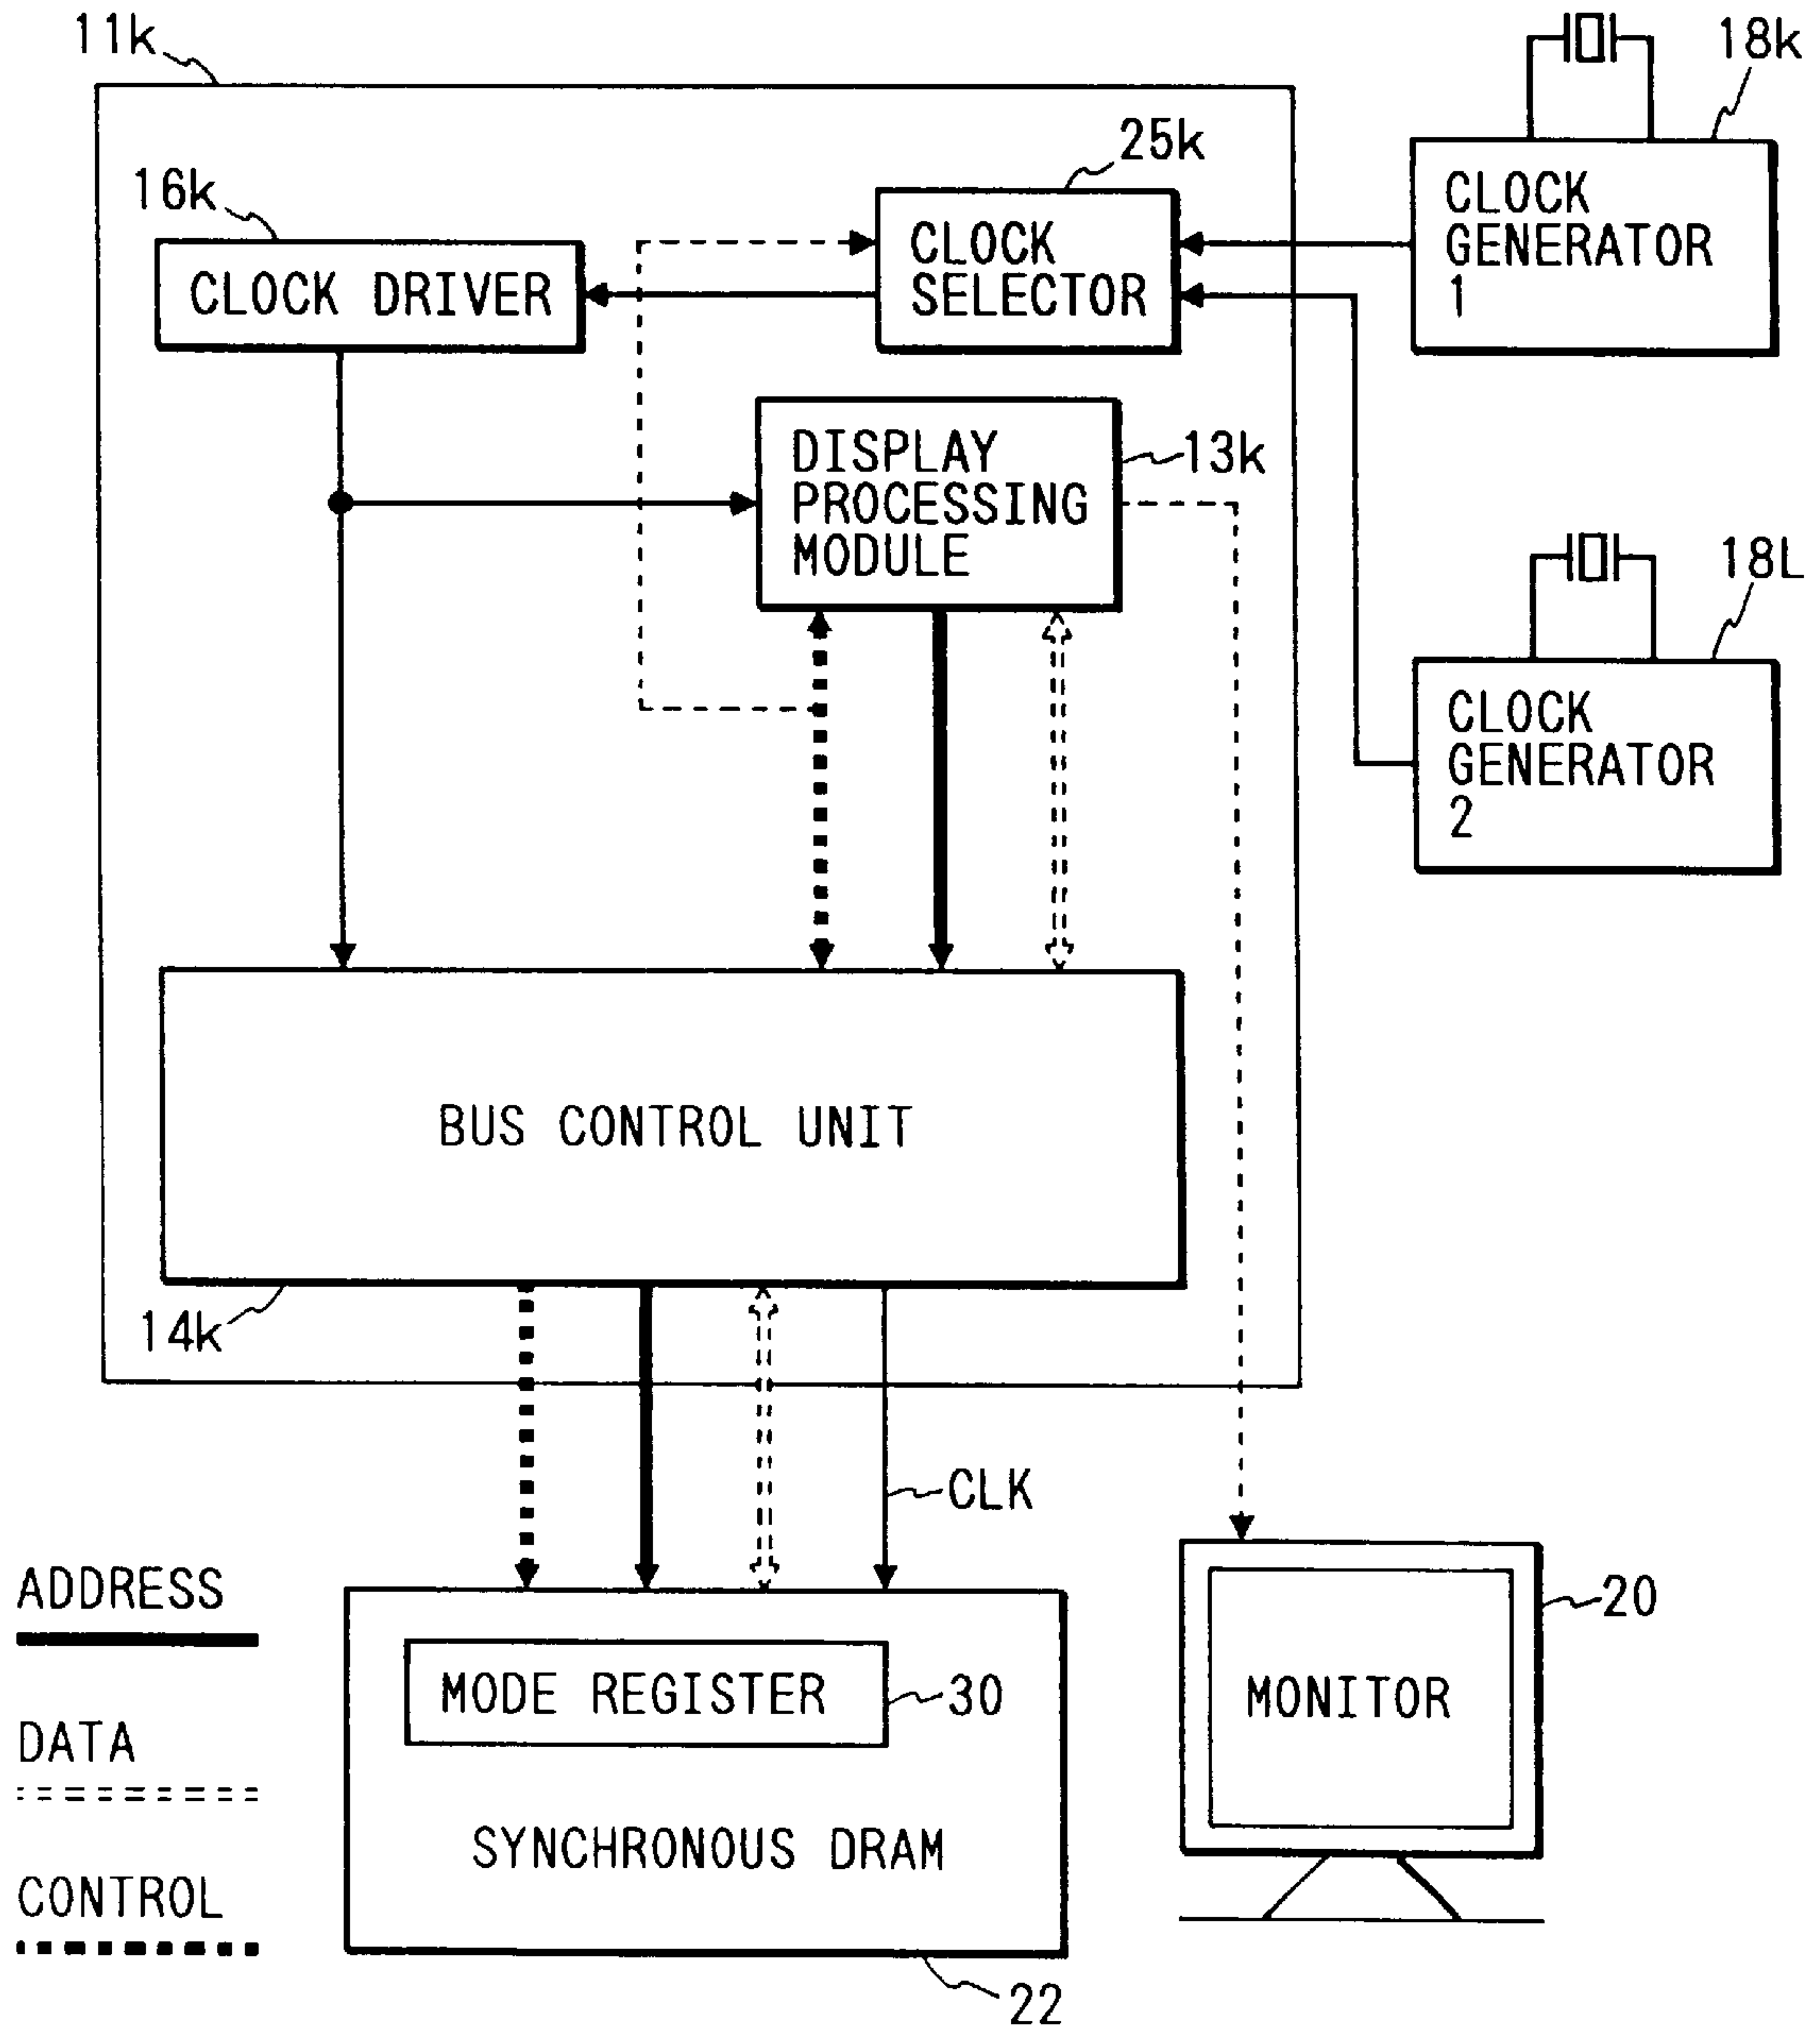 11k
18k
25k
16k
CLOCK
GENERATOR
1
CLOCK
SELECTOR
CLOCK DRIVER
DISPLAY
PROCESSING
MODULE
13k
18L
CLOCK
GENERATOR
2
BUS CONTROL UNIT
14k
CLK
ADDRESS
DATA
CONTROL
MODE REGISTER
30
SYNCHRONOUS DRAM
22
MONITOR
20